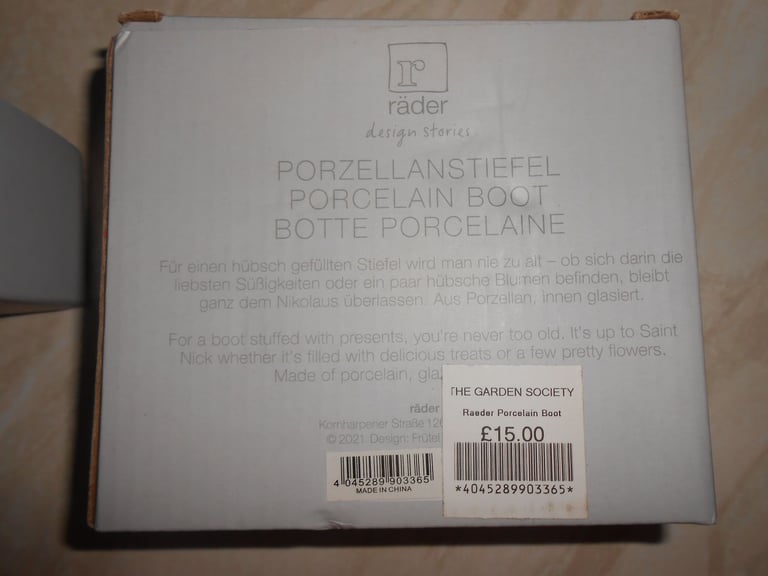 r
räder
design stories
PORZELLANSTIEFEL
PORCELAIN BOOT
BOTTE PORCELAINE
Für einen hübsch gefüllten Stiefel wird man nie zu alt – ob sich darin die
liebsten Süßigkeiten oder ein paar hübsche Blumen befinden, bleibt
ganz dem Nikolaus überlassen. Aus Porzellan, innen glasiert.
For a boot stuffed with presents, you're never too old. It's up to Saint
Nick whether it's filled with delicious treats or a few pretty flowers.
Made of porcelain,
räder
Kornharpener Straße 126
© 2021. Design: Frütel
4 045289 903365
MADE IN CHINA
THE GARDEN SOCIETY
Raeder Porcelain Boot
£15.00
*4045289903365*